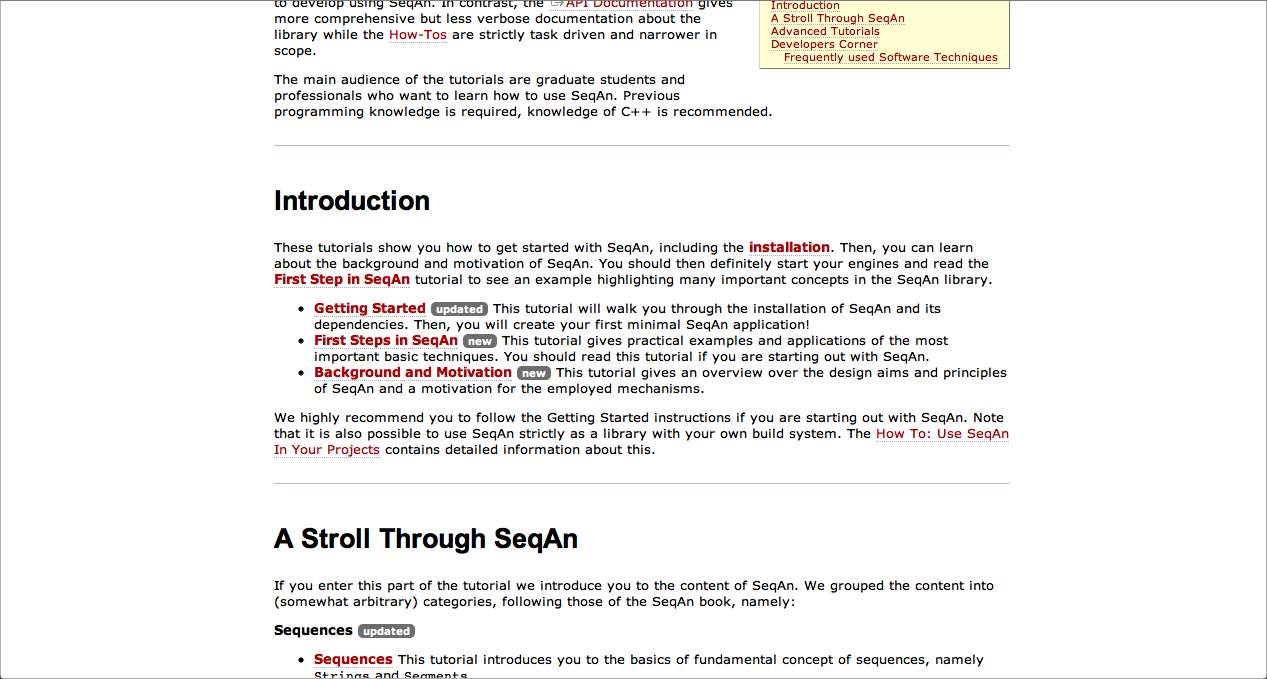 to develop using SeqAn. In contrast, the API Documentation gives
more comprehensive but less verbose documentation about the
library while the How-Tos are strictly task driven and narrower in
scope.
The main audience of the tutorials are graduate students and
professionals who want to learn how to use SeqAn. Previous
programming knowledge is required, knowledge of C++ is recommended.
Introduction
A Stroll Through SeqAn
Advanced Tutorials
Developers Corner
Frequently used Software Techniques
Introduction
These tutorials show you how to get started with SeqAn, including the installation. Then, you can learn
about the background and motivation of SeqAn. You should then definitely start your engines and read the
First Step in SeqAn tutorial to see an example highlighting many important concepts in the SeqAn library.
• Getting Started updated This tutorial will walk you through the installation of SeqAn and its
dependencies. Then, you will create your first minimal SeqAn application!
• First Steps in SeqAn new This tutorial gives practical examples and applications of the most
important basic techniques. You should read this tutorial if you are starting out with SeqAn.
• Background and Motivation new This tutorial gives an overview over the design aims and principles
of SeqAn and a motivation for the employed mechanisms.
We highly recommend you to follow the Getting Started instructions if you are starting out with SeqAn. Note
that it is also possible to use SeqAn strictly as a library with your own build system. The How To: Use SeqAn
In Your Projects contains detailed information about this.
A Stroll Through SeqAn
If you enter this part of the tutorial we introduce you to the content of SeqAn. We grouped the content into
(somewhat arbitrary) categories, following those of the SeqAn book, namely:
Sequences updated
• Sequences This tutorial introduces you to the basics of fundamental concept of sequences, namely
Strings and Segments.